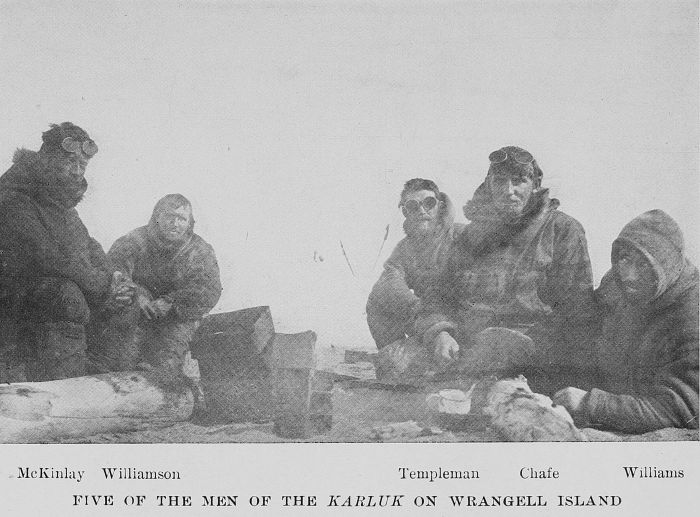 McKinlay Williamson Templeman Chafe Williams
FIVE OF THE MEN OF THE KARLUK ON WRANGELL ISLAND